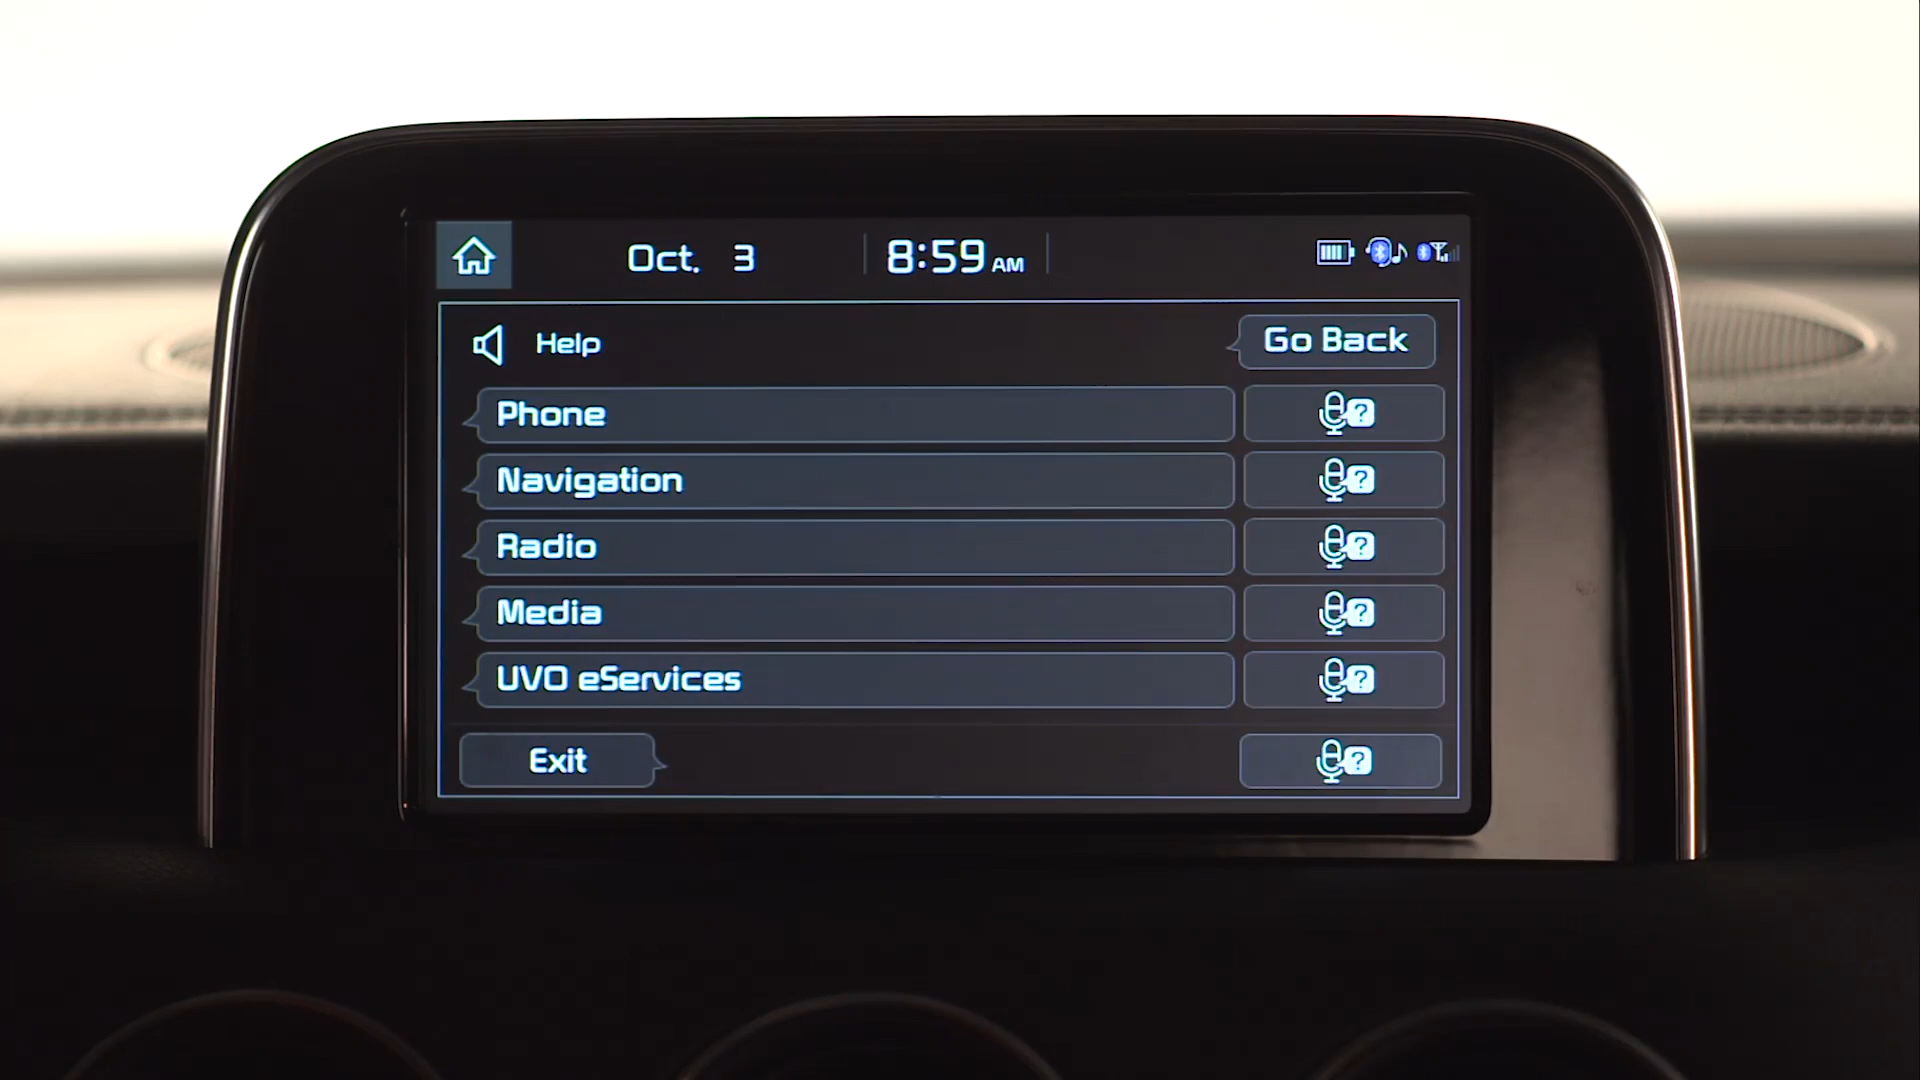 Oct. 3 8:59 AM
Help Go Back
Phone ?
Navigation ?
Radio ?
Media ?
UVO eServices ?
Exit ?